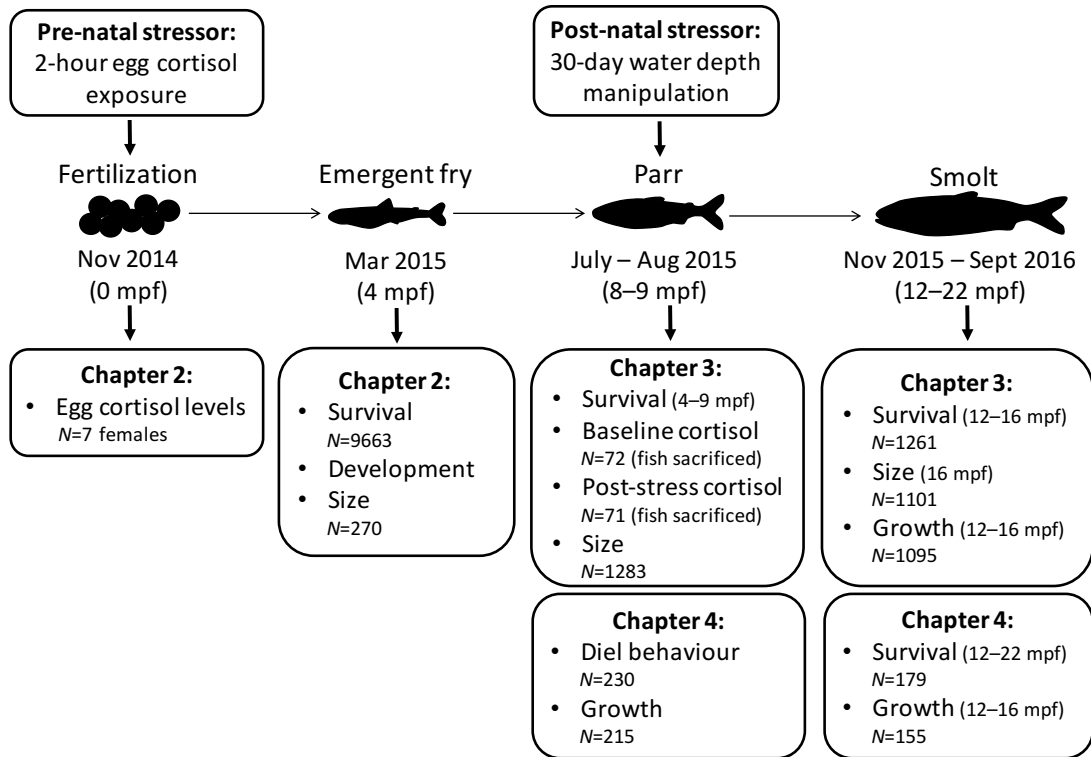 Pre-natal stressor:
2-hour egg cortisol
exposure
Post-natal stressor:
30-day water depth
manipulation
Fertilization
Emergent fry
Parr
Smolt
Nov 2014
(0 mpf)
Mar 2015
(4 mpf)
July – Aug 2015
(8–9 mpf)
Nov 2015 – Sept 2016
(12–22 mpf)
Chapter 2:
• Egg cortisol levels
N=7 females
Chapter 2:
• Survival
N=9663
• Development
• Size
N=270
Chapter 3:
• Survival (4–9 mpf)
• Baseline cortisol
N=72 (fish sacrificed)
• Post-stress cortisol
N=71 (fish sacrificed)
• Size
N=1283
Chapter 3:
• Survival (12–16 mpf)
N=1261
• Size (16 mpf)
N=1101
• Growth (12–16 mpf)
N=1095
Chapter 4:
• Diel behaviour
N=230
• Growth
N=215
Chapter 4:
• Survival (12–22 mpf)
N=179
• Growth (12–16 mpf)
N=155